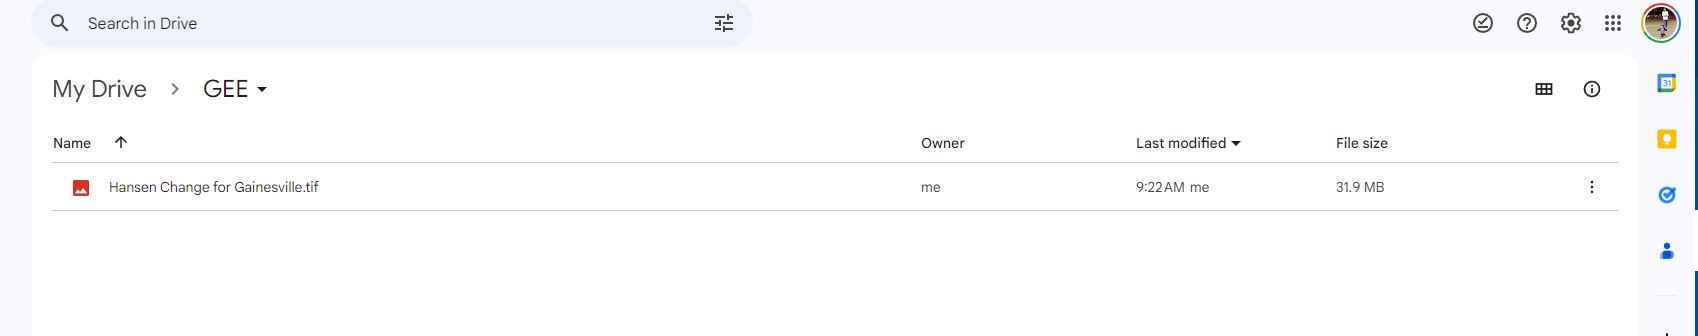 Search in Drive
My Drive > GEE
31
Name Owner Last modified File size
Hansen Change for Gainesville.tif me 9:22 AM me 31.9 MB